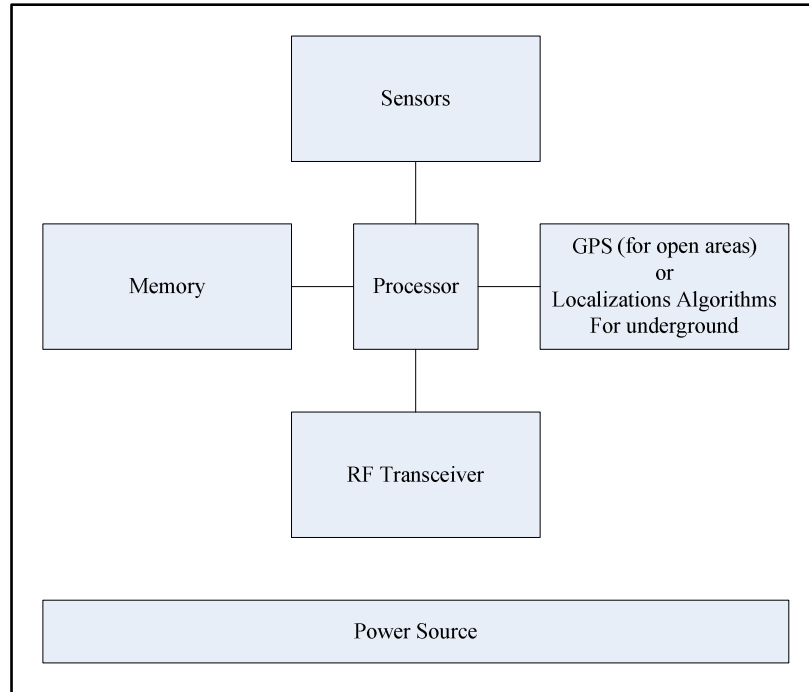 Sensors
Memory
Processor
GPS (for open areas)
or
Localizations Algorithms
For underground
RF Transceiver
Power Source